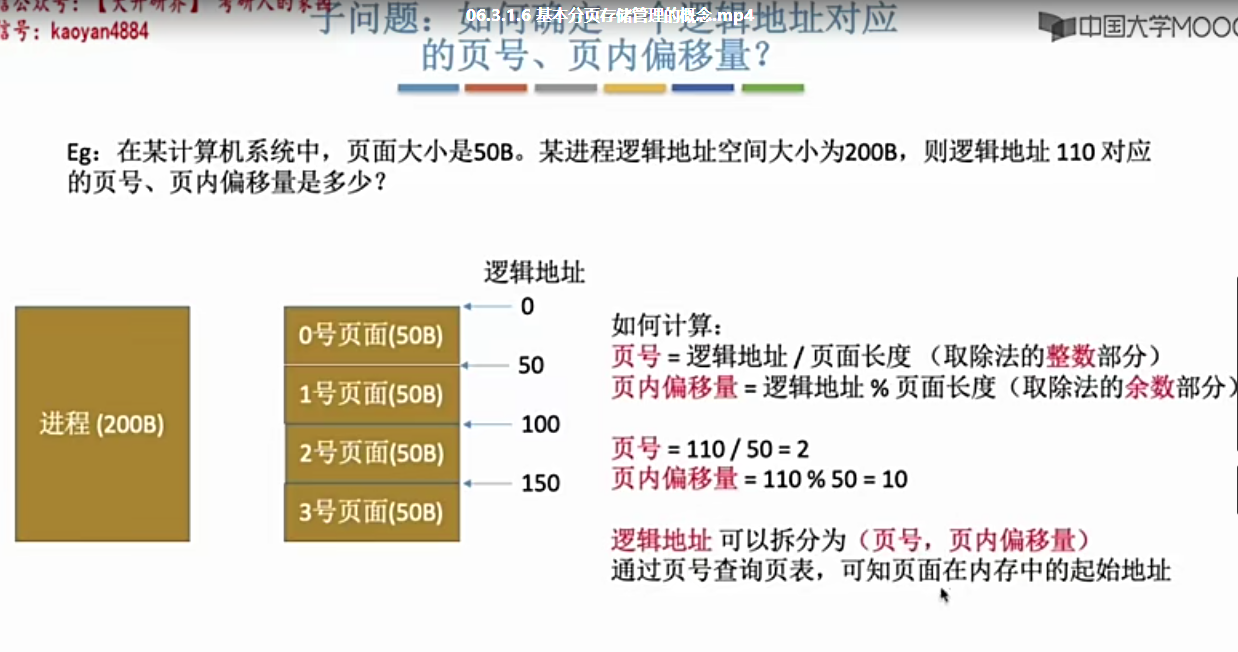 信公众号：【大开研界】 考研人的家园
信号：kaoyan4884
06.3.1.6 基本分页存储管理的概念.mp4
中国大学MOOC
子问题：如何确定一个逻辑地址对应
的页号、页内偏移量？
Eg：在某计算机系统中，页面大小是50B。某进程逻辑地址空间大小为200B，则逻辑地址 110 对应
的页号、页内偏移量是多少？
逻辑地址
0
50
100
150
进程 (200B)
0号页面(50B)
1号页面(50B)
2号页面(50B)
3号页面(50B)
如何计算：
页号 = 逻辑地址 / 页面长度 （取除法的整数部分）
页内偏移量 = 逻辑地址 % 页面长度（取除法的余数部分）
页号 = 110 / 50 = 2
页内偏移量 = 110 % 50 = 10
逻辑地址 可以拆分为（页号，页内偏移量）
通过页号查询页表，可知页面在内存中的起始地址